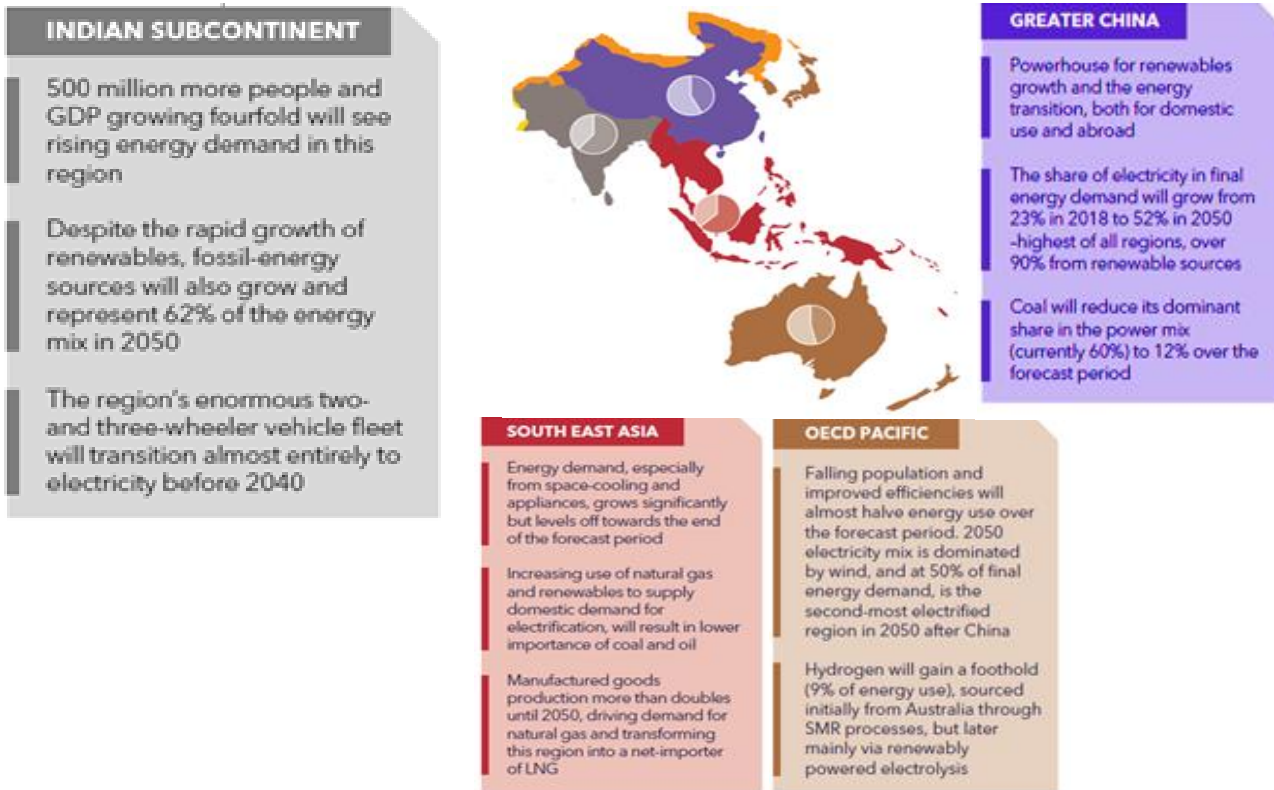 INDIAN SUBCONTINENT
500 million more people and
GDP growing fourfold will see
rising energy demand in this
region
Despite the rapid growth of
renewables, fossil-energy
sources will also grow and
represent 62% of the energy
mix in 2050
The region's enormous two-
and three-wheeler vehicle fleet
will transition almost entirely to
electricity before 2040
GREATER CHINA
Powerhouse for renewables
growth and the energy
transition, both for domestic
use and abroad
The share of electricity in final
energy demand will grow from
23% in 2018 to 52% in 2050
-highest of all regions, over
90% from renewable sources
Coal will reduce its dominant
share in the power mix
(currently 60%) to 12% over the
forecast period
SOUTH EAST ASIA
Energy demand, especially
from space-cooling and
appliances, grows significantly
but levels off towards the end
of the forecast period
Increasing use of natural gas
and renewables to supply
domestic demand for
electrification, will result in lower
importance of coal and oil
Manufactured goods
production more than doubles
until 2050, driving demand for
natural gas and transforming
this region into a net-importer
of LNG
OECD PACIFIC
Falling population and
improved efficiencies will
almost halve energy use over
the forecast period. 2050
electricity mix is dominated
by wind, and at 50% of final
energy demand, is the
second-most electrified
region in 2050 after China
Hydrogen will gain a foothold
(9% of energy use), sourced
initially from Australia through
SMR processes, but later
mainly via renewably
powered electrolysis